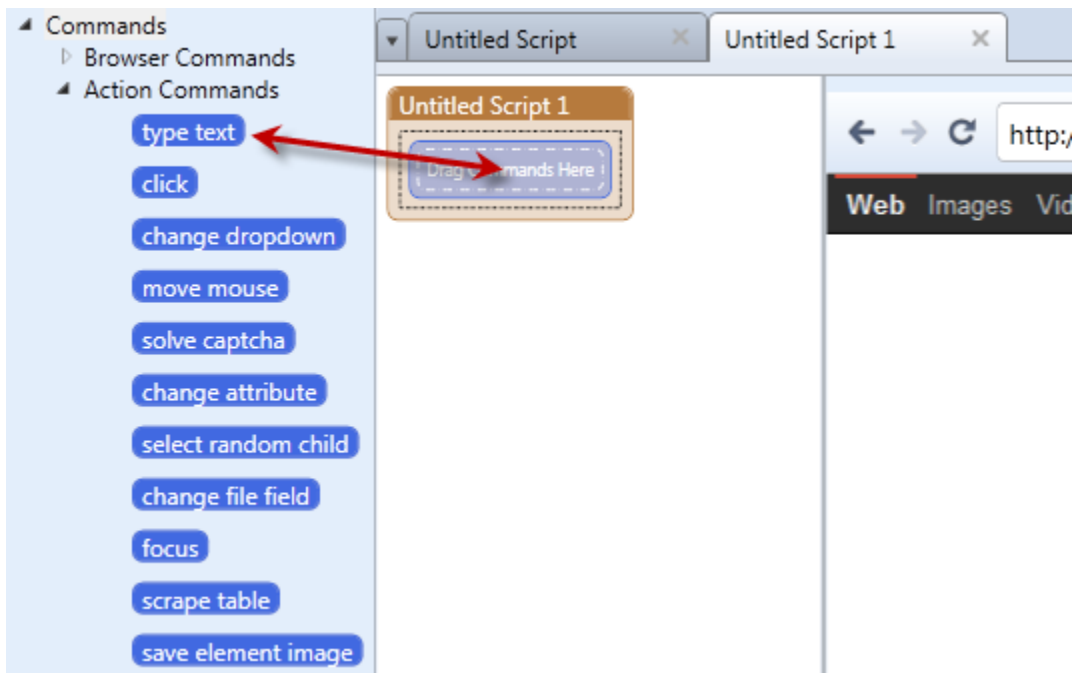 Commands
Browser Commands
Action Commands
type text
click
change dropdown
move mouse
solve captcha
change attribute
select random child
change file field
focus
scrape table
save element image
Untitled Script
Untitled Script 1
Untitled Script 1
Drag Commands Here
http:/
Web Images Vid